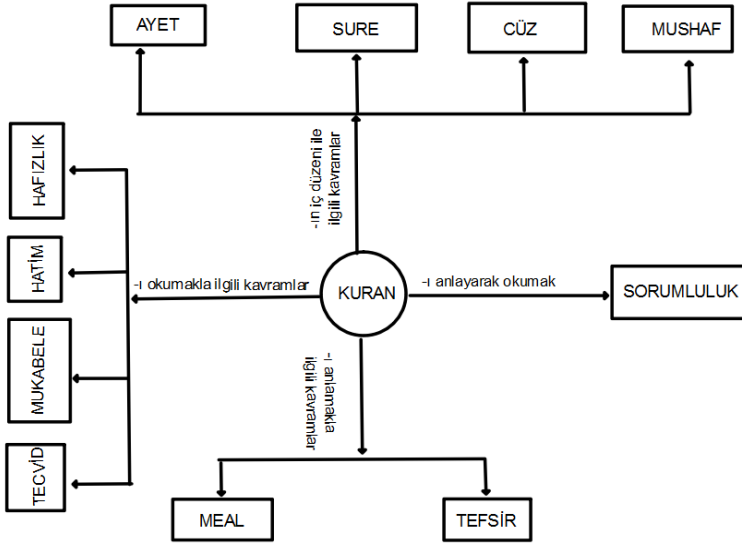 AYET
SURE
CÜZ
MUSHAF
-ın iç düzeni ile
ilgili kavramlar
HAFIZLIK
HATİM
MUKABELE
TECVİD
-ı okumakla ilgili kavramlar
KURAN
-ı anlayarak okumak
SORUMLULUK
-ı anlamakla
ilgili kavramlar
MEAL
TEFSİR